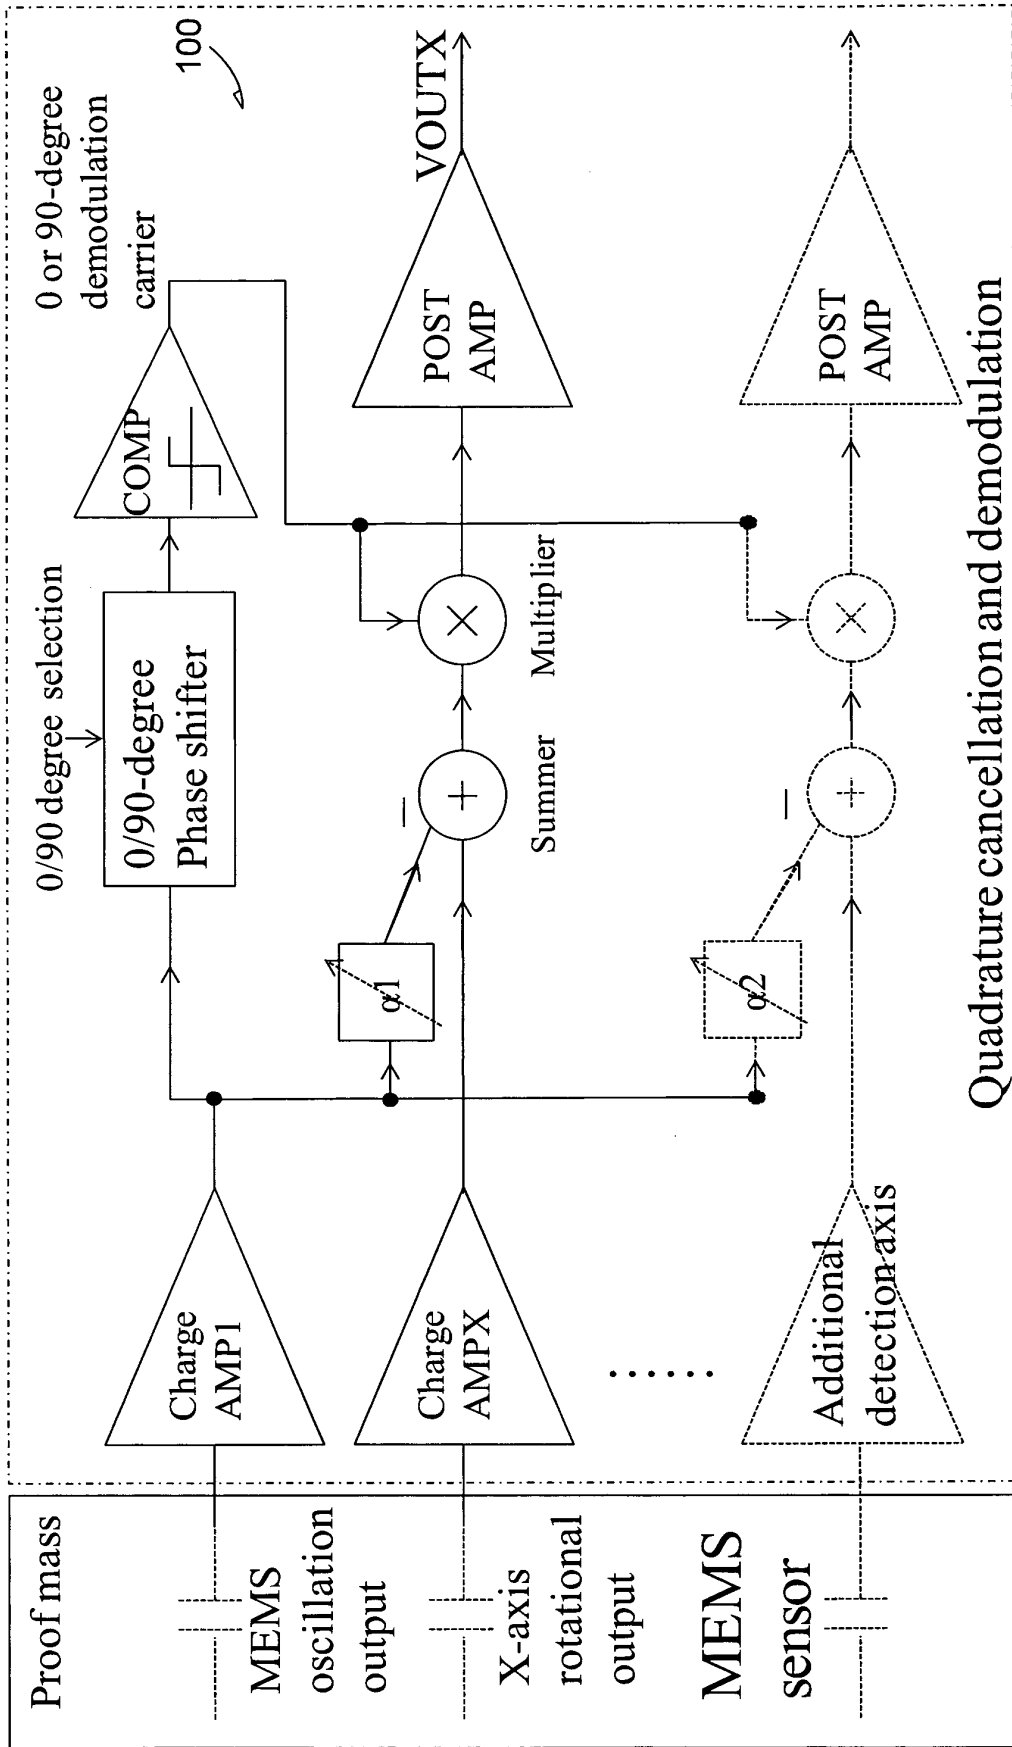 100
0 or 90-degree
demodulation
carrier
0/90 degree selection
0/90-degree
Phase shifter
COMP
VOUTX
POST
AMP
Multiplier
Summer
−
+
×
α1
Charge
AMP1
Charge
AMPX
......
Additional
detection axis
α2
−
+
×
POST
AMP
Proof mass
MEMS
oscillation
output
X-axis
rotational
output
MEMS
sensor
Quadrature cancellation and demodulation